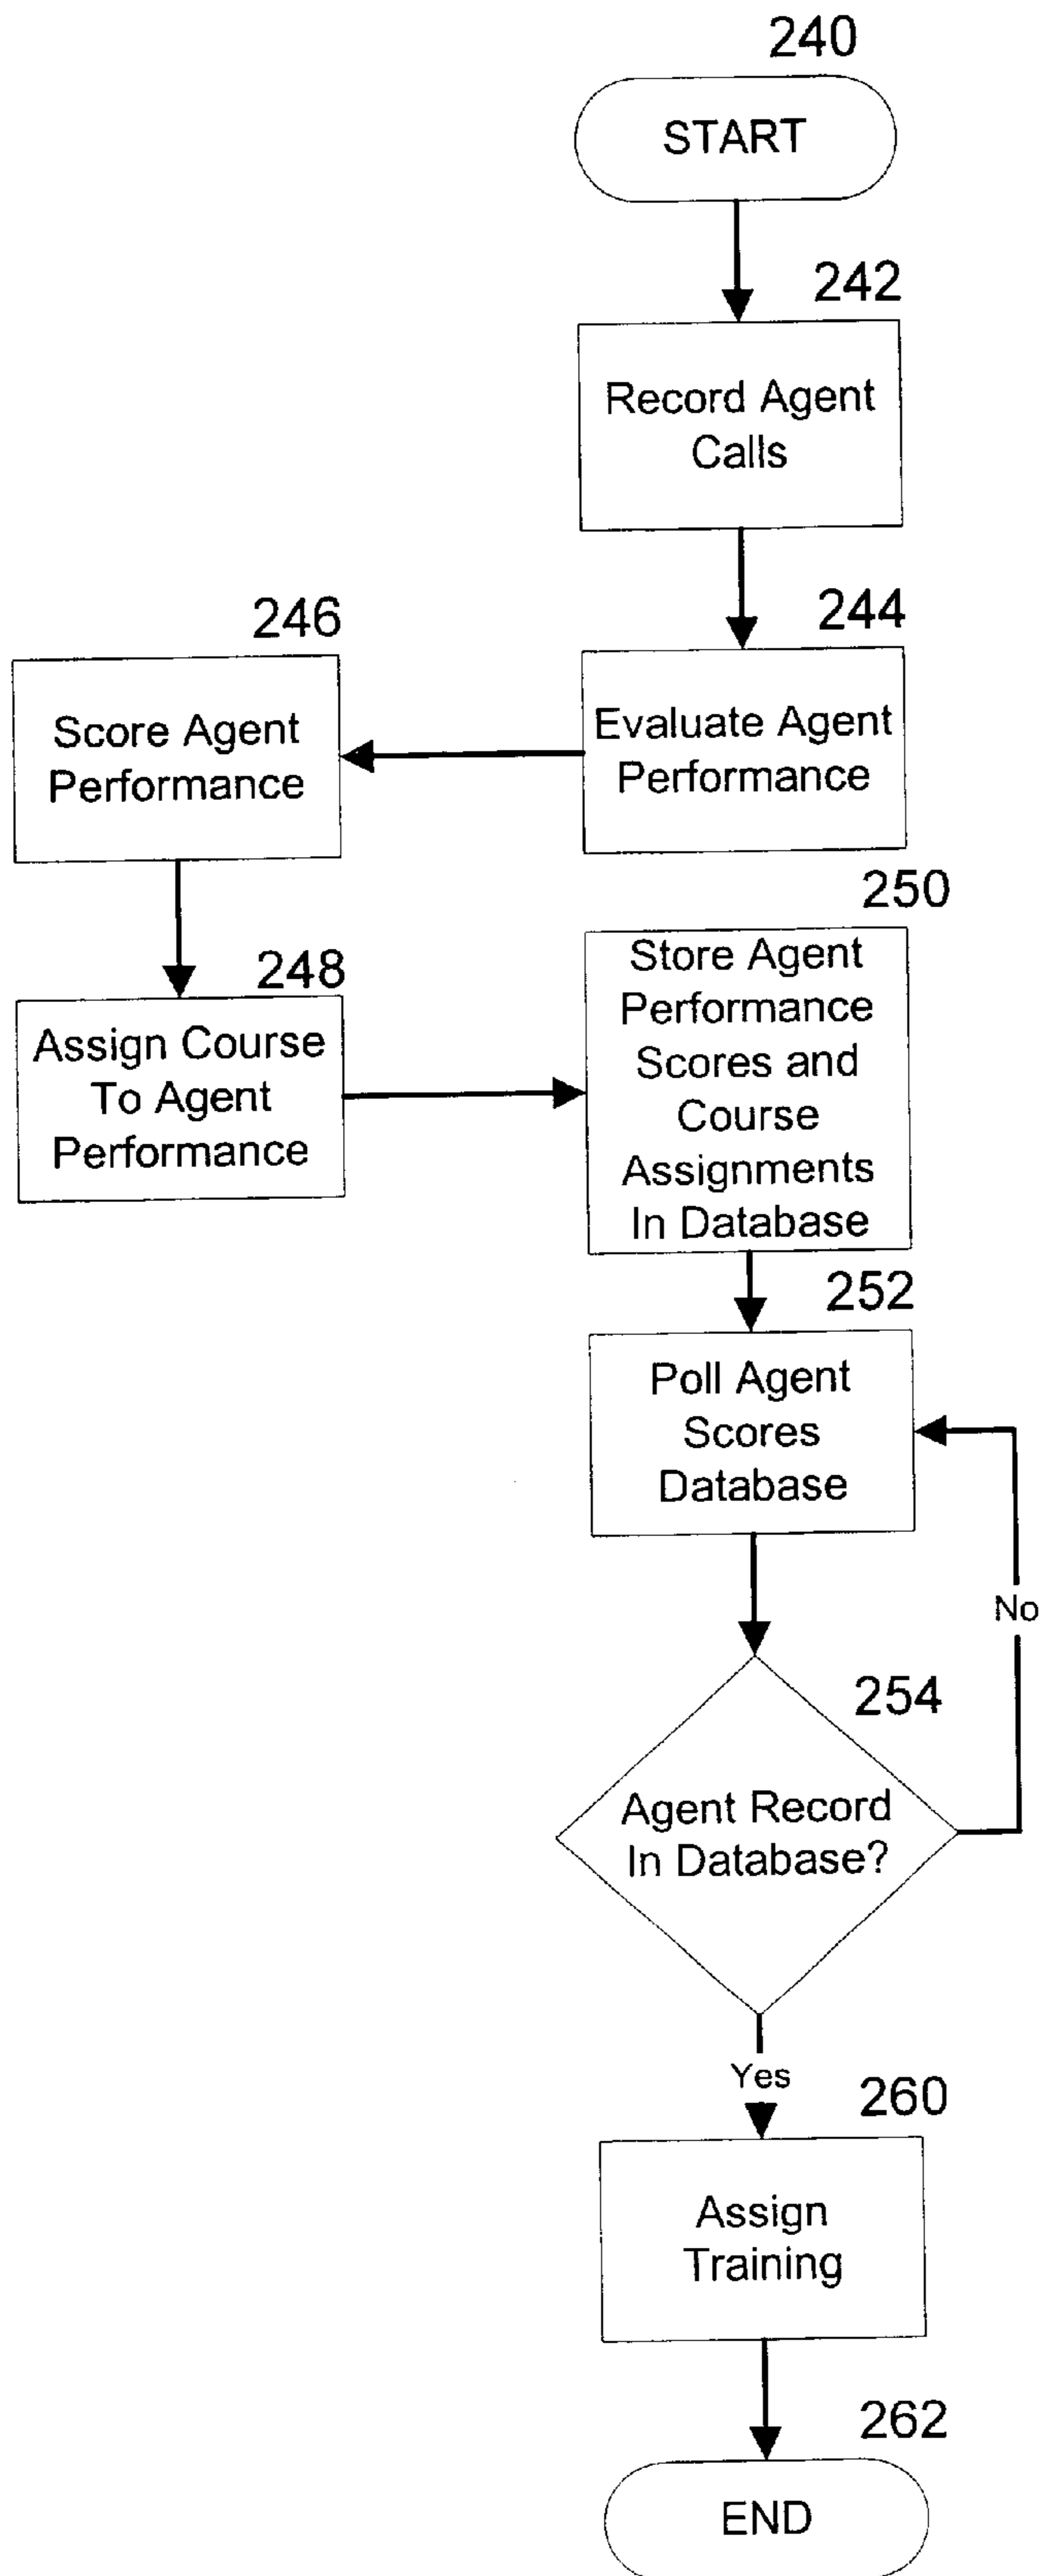 240
START
242
Record Agent
Calls
244
Evaluate Agent
Performance
246
Score Agent
Performance
248
Assign Course
To Agent
Performance
250
Store Agent
Performance
Scores and
Course
Assignments
In Database
252
Poll Agent
Scores
Database
No
254
Agent Record
In Database?
Yes
260
Assign
Training
262
END